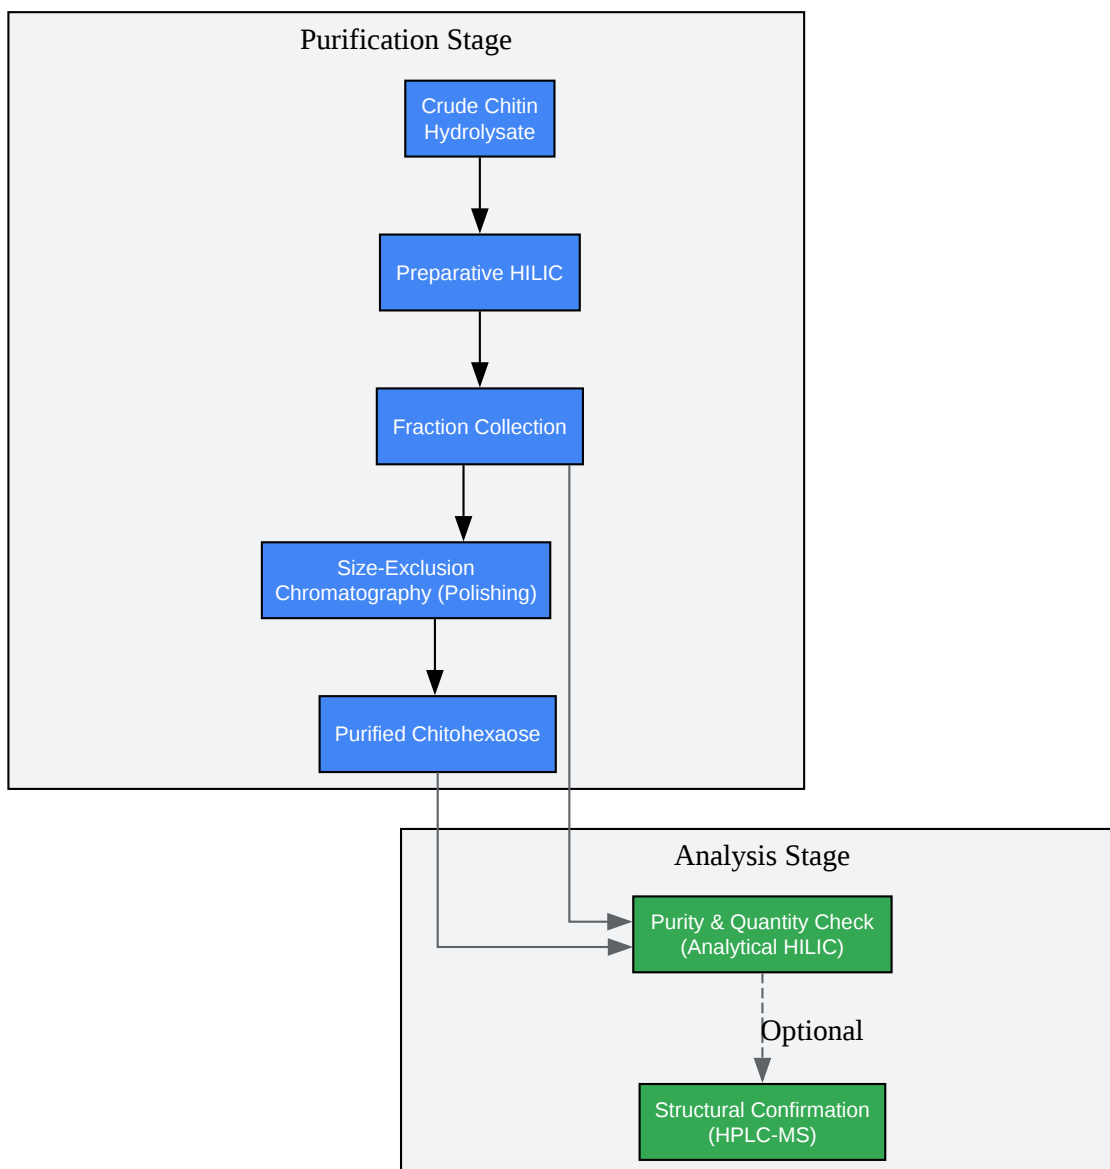 Purification Stage
Crude Chitin
Hydrolysate
Preparative HILIC
Fraction Collection
Size-Exclusion
Chromatography (Polishing)
Purified Chitohexaose
Analysis Stage
Purity & Quantity Check
(Analytical HILIC)
Optional
Structural Confirmation
(HPLC-MS)